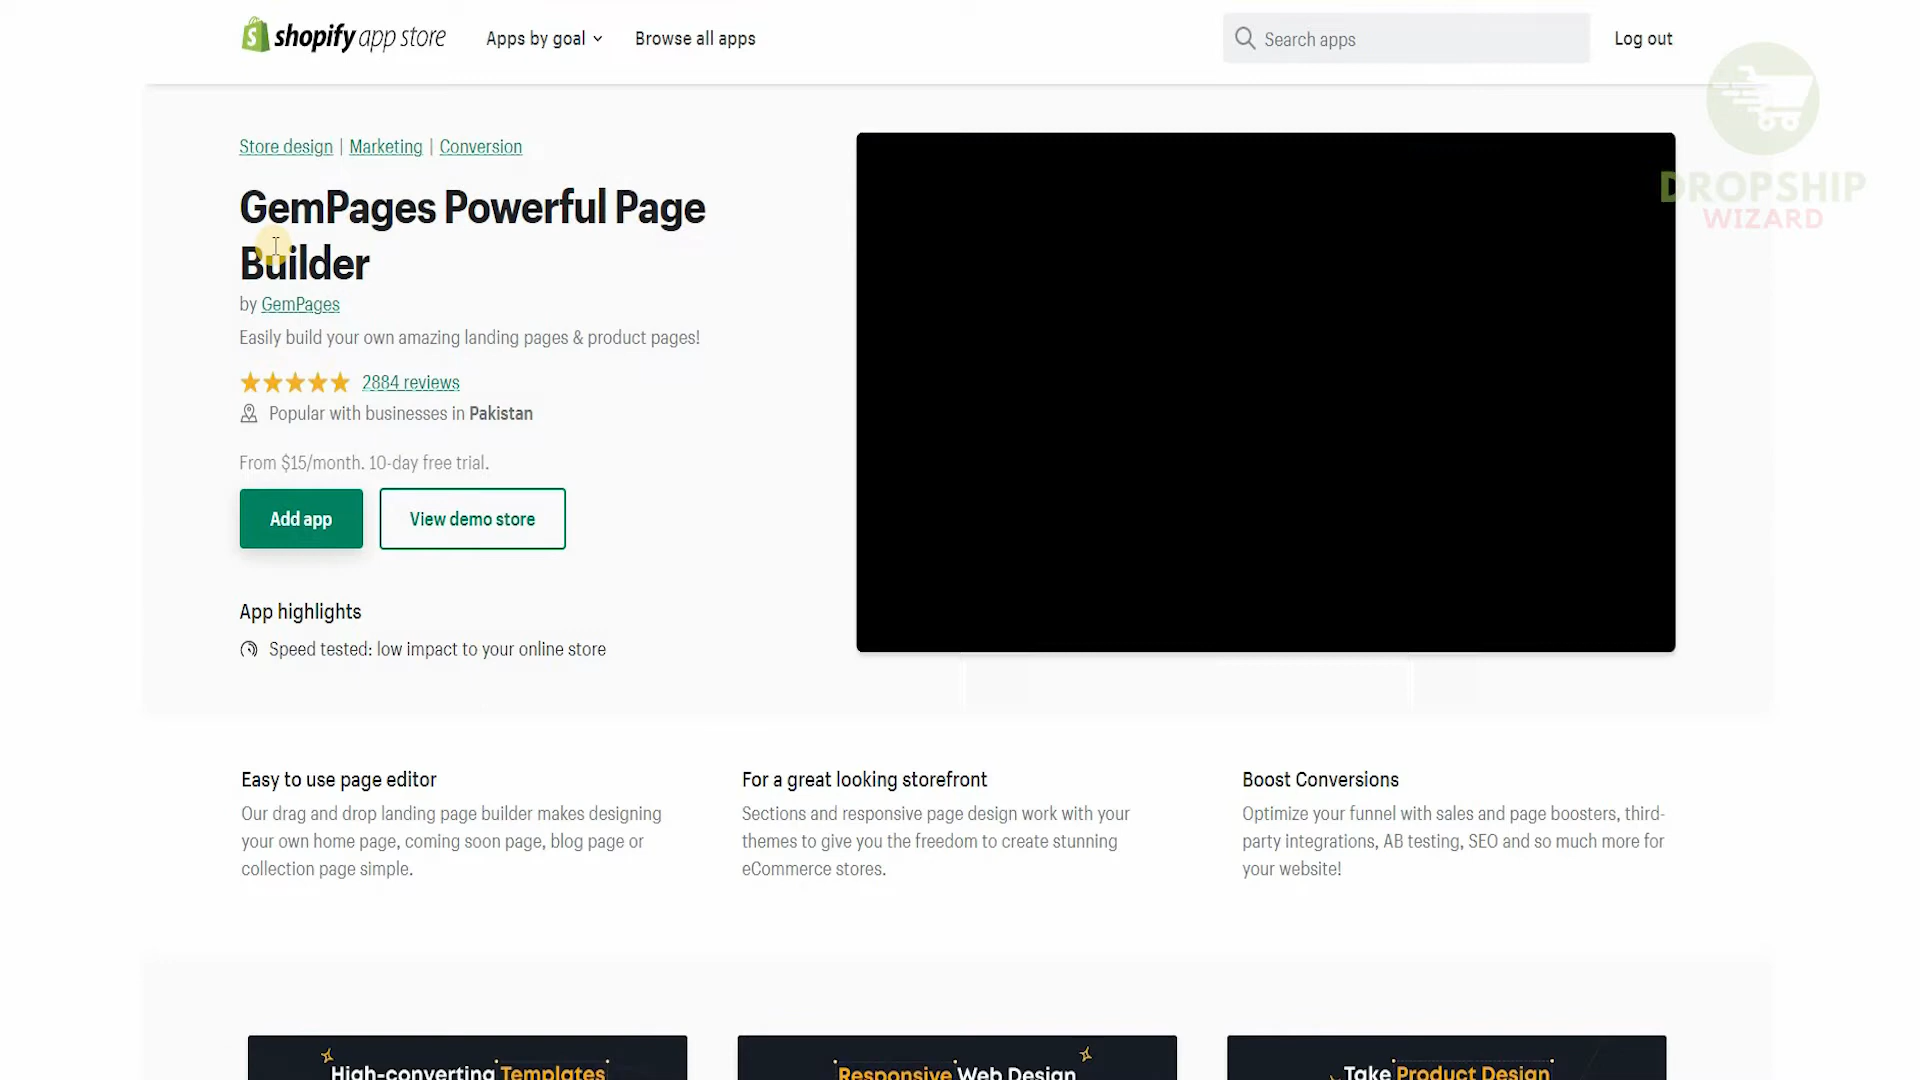 shopify app store
Apps by goal
Browse all apps
Search apps
Log out
DROPSHIP
WIZARD
Store design | Marketing | Conversion
GemPages Powerful Page
Builder
by GemPages
Easily build your own amazing landing pages & product pages!
2884 reviews
Popular with businesses in Pakistan
From $15/month. 10-day free trial.
Add app
View demo store
App highlights
Speed tested: low impact to your online store
Easy to use page editor
Our drag and drop landing page builder makes designing
your own home page, coming soon page, blog page or
collection page simple.
For a great looking storefront
Sections and responsive page design work with your
themes to give you the freedom to create stunning
eCommerce stores.
Boost Conversions
Optimize your funnel with sales and page boosters, third-
party integrations, AB testing, SEO and so much more for
your website!
High-converting Templates
Responsive Web Design
Take Product Design